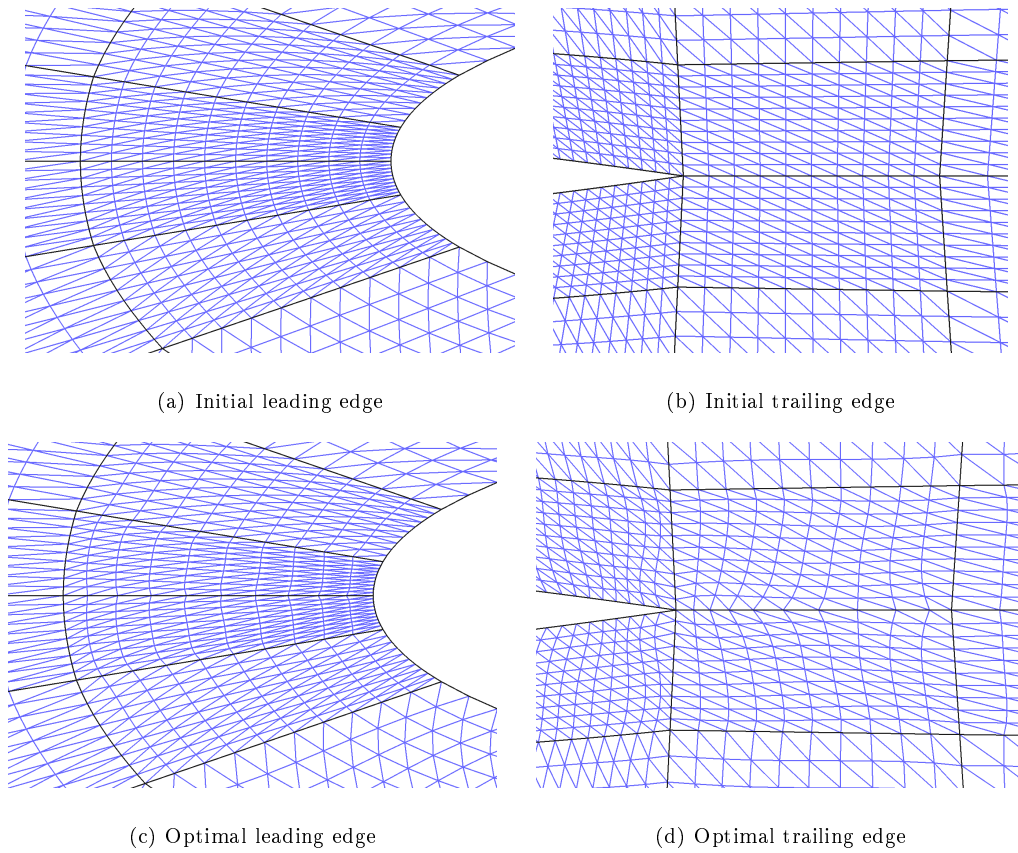 (a) Initial leading edge
(b) Initial trailing edge
(c) Optimal leading edge
(d) Optimal trailing edge